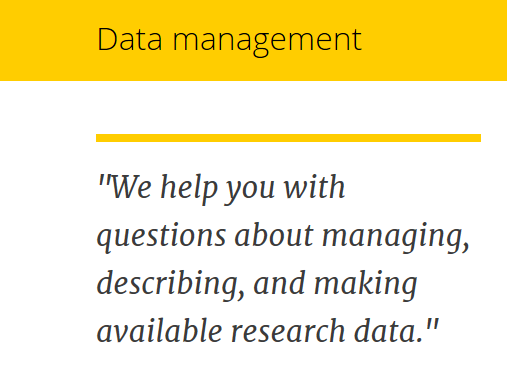 Data management
"We help you with
questions about managing,
describing, and making
available research data."